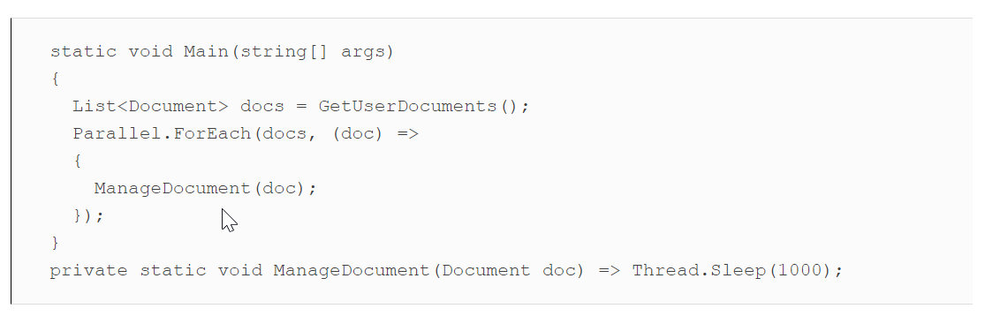 static void Main(string[] args)
{
List<Document> docs = GetUserDocuments();
Parallel.ForEach(docs, (doc) =>
{
ManageDocument(doc);
});
}
private static void ManageDocument(Document doc) => Thread.Sleep(1000);